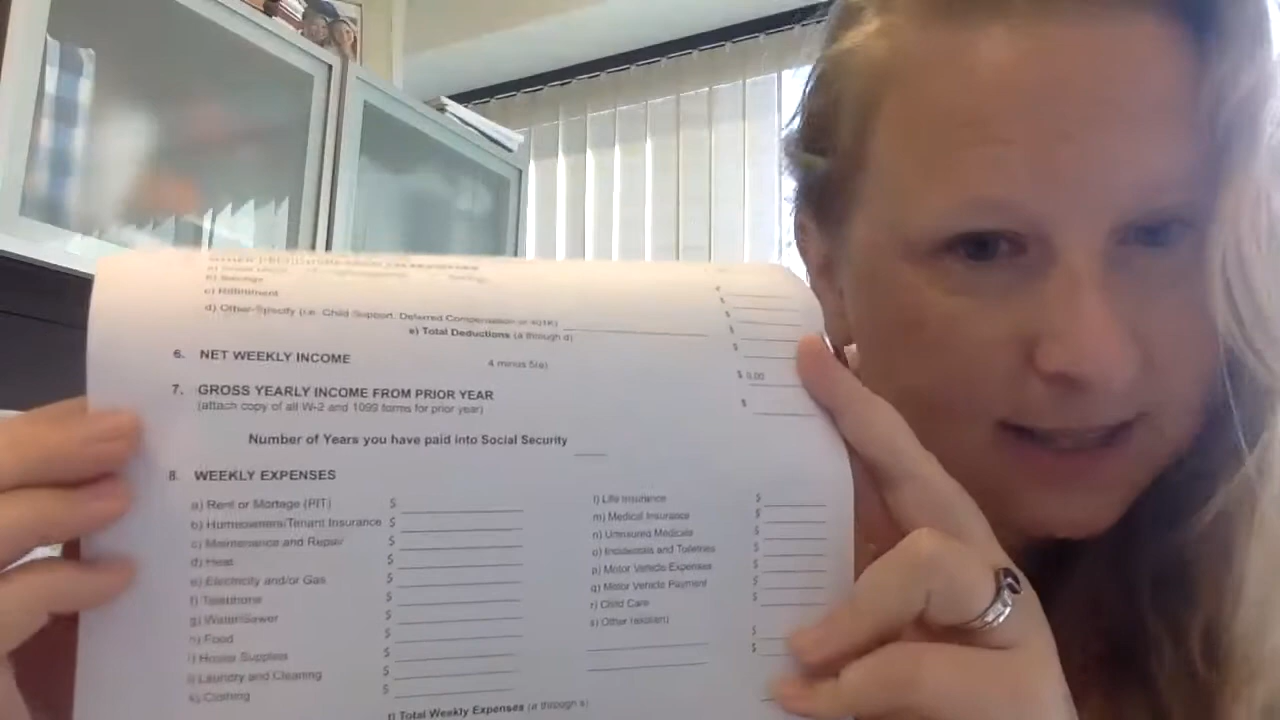 b) Savings
c) Retirement
d) Other-Specify (i.e. Child Support, Deferred Compensation or 401K)
$
e) Total Deductions (a through d) $
6. NET WEEKLY INCOME 4 minus 5(e) $ 0.00
7. GROSS YEARLY INCOME FROM PRIOR YEAR $
(attach copy of all W-2 and 1099 forms for prior year)
Number of Years you have paid into Social Security
8. WEEKLY EXPENSES
a) Rent or Mortage (PIT) $
b) Homeowners/Tenant Insurance $
c) Maintenance and Repair $
d) Heat $
e) Electricity and/or Gas $
f) Telephone $
g) Water/Sewer $
h) Food $
i) House Supplies $
j) Laundry and Cleaning $
k) Clothing $
l) Life Insurance $
m) Medical Insurance $
n) Uninsured Medicals $
o) Incidentals and Toiletries $
p) Motor Vehicle Expenses $
q) Motor Vehicle Payment $
r) Child Care $
s) Other (explain)
$
$
t) Total Weekly Expenses (a through s)